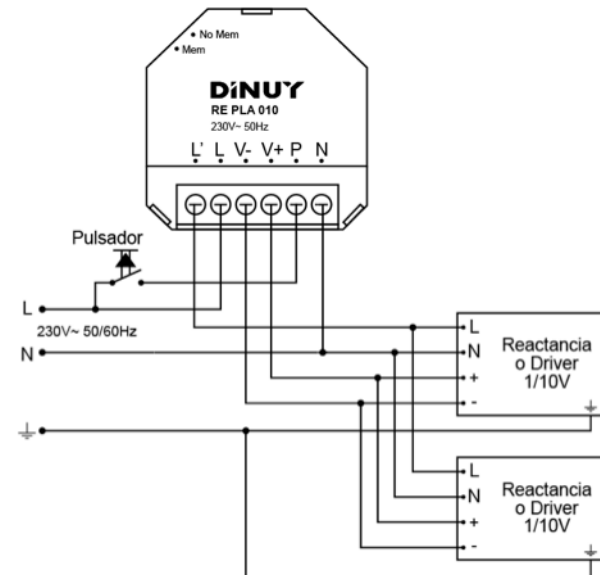 No Mem
Mem
DiNUY
RE PLA 010
230V~ 50Hz
L' L V- V+ P N
Pulsador
L
230V~ 50/60Hz
N
L
N
+
-
Reactancia
o Driver
1/10V
L
N
+
-
Reactancia
o Driver
1/10V